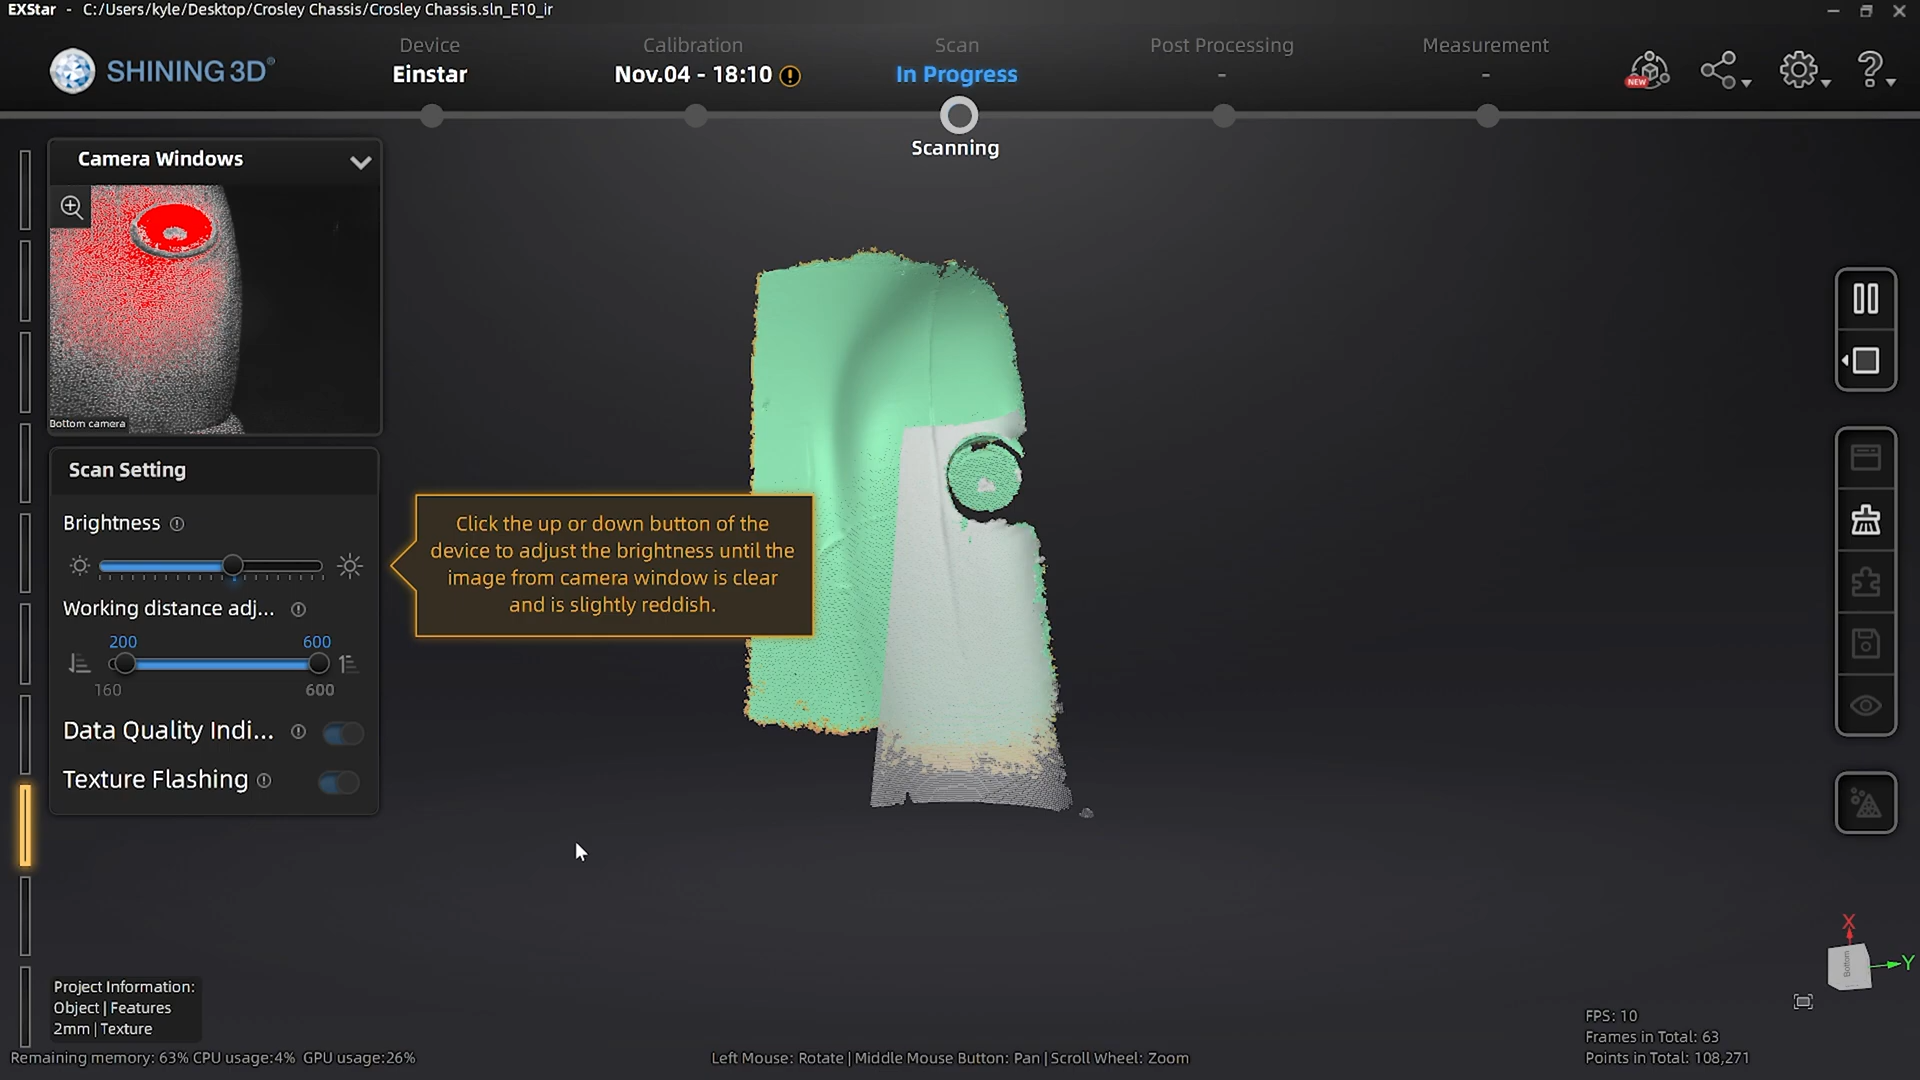 EXStar - C:/Users/kyle/Desktop/Crosley Chassis/Crosley Chassis.sln_E10_ir
SHINING 3D®
Device
Einstar
Calibration
Nov.04 - 18:10
Scan
In Progress
Scanning
Post Processing
-
Measurement
-
NEW
Camera Windows
Bottom camera
Scan Setting
Brightness
Working distance adj...
200 600
160 600
Data Quality Indi...
Texture Flashing
Click the up or down button of the
device to adjust the brightness until the
image from camera window is clear
and is slightly reddish.
X
Y
Bottom
Project Information:
Object | Features
2mm | Texture
Remaining memory: 63% CPU usage:4% GPU usage:26%
Left Mouse: Rotate | Middle Mouse Button: Pan | Scroll Wheel: Zoom
FPS: 10
Frames in Total: 63
Points in Total: 108,271